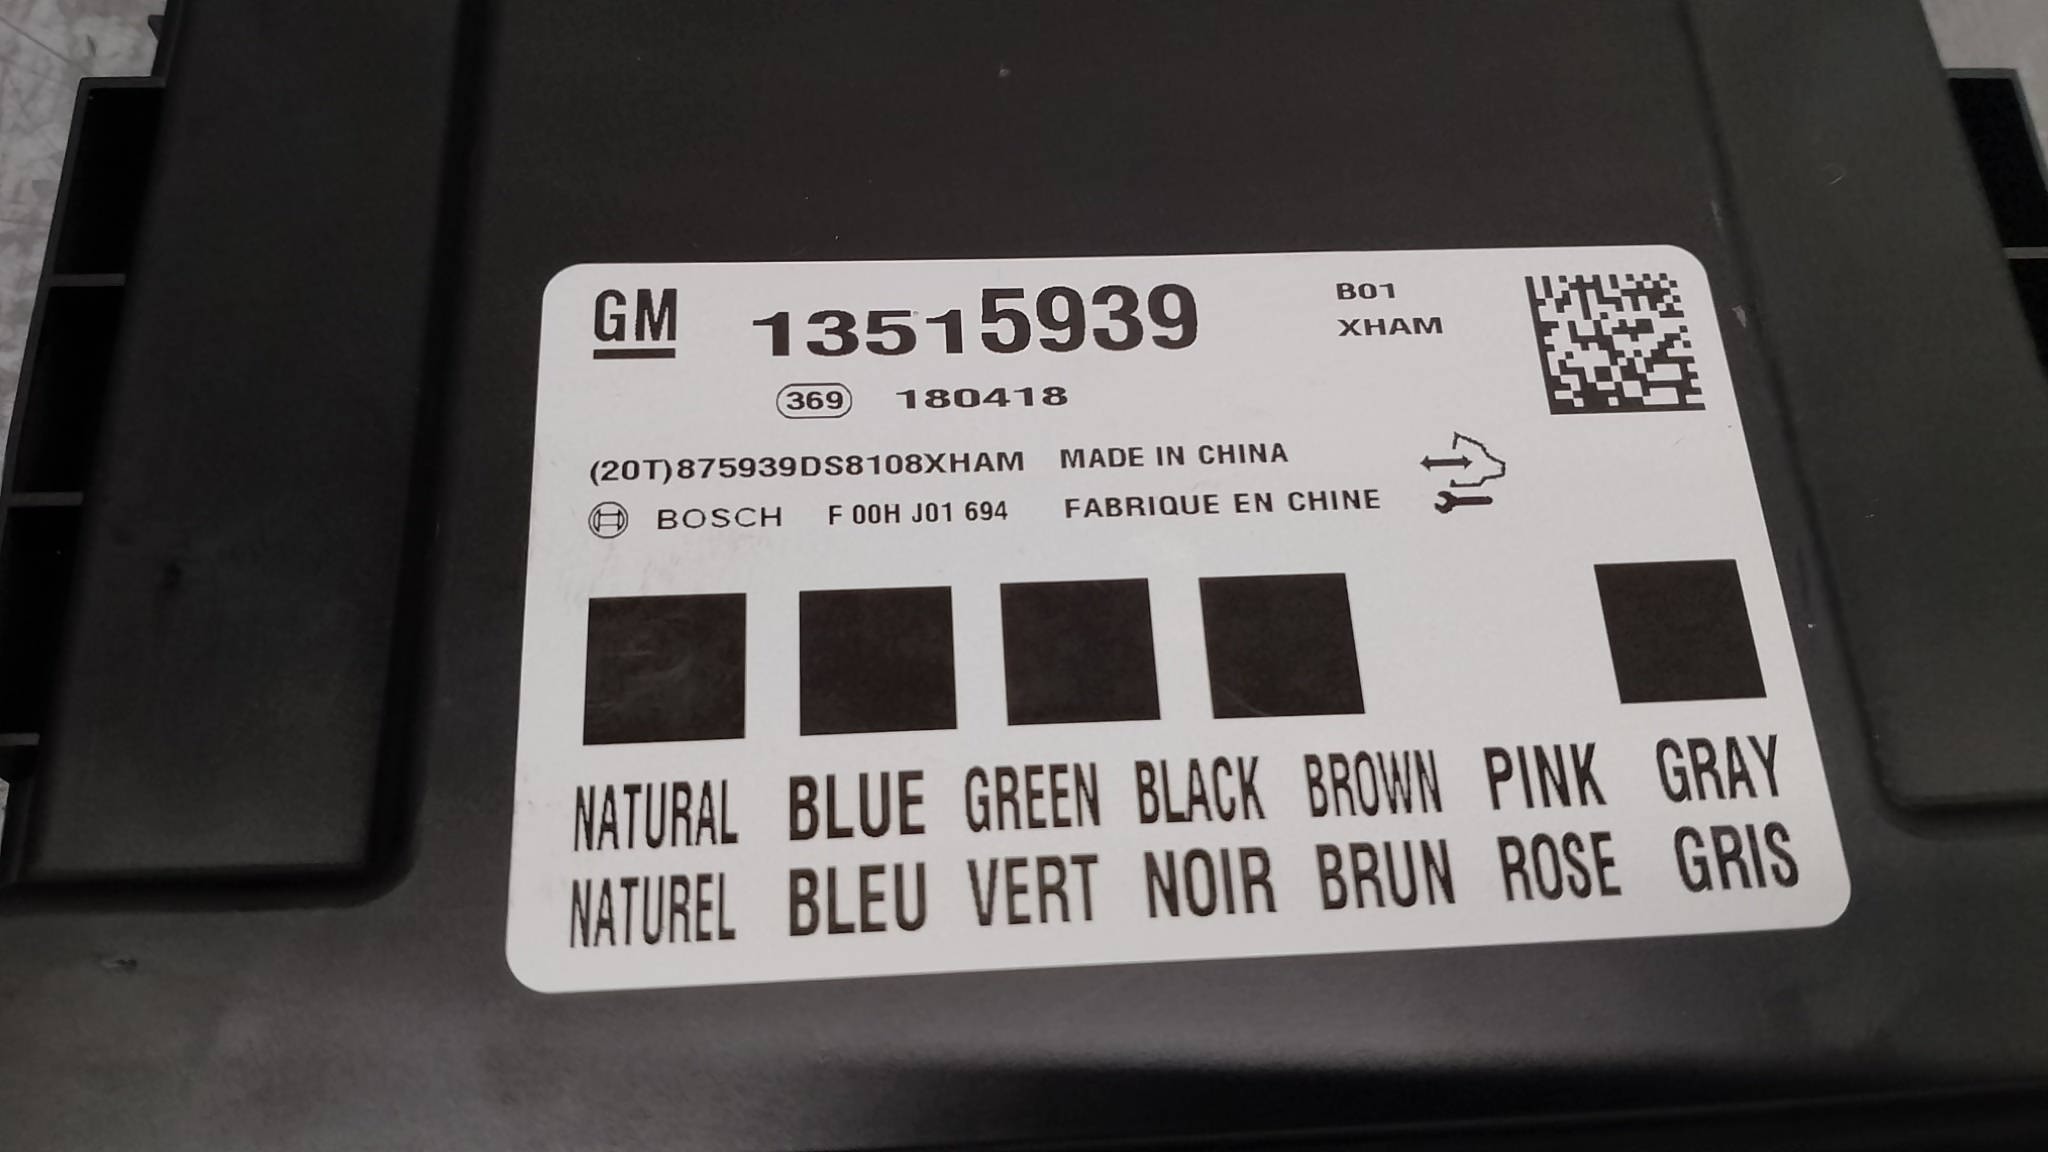 GM 13515939 B01
XHAM
369 180418
(20T)875939DS8108XHAM MADE IN CHINA
BOSCH F 00H J01 694 FABRIQUE EN CHINE
NATURAL BLUE GREEN BLACK BROWN PINK GRAY
NATUREL BLEU VERT NOIR BRUN ROSE GRIS